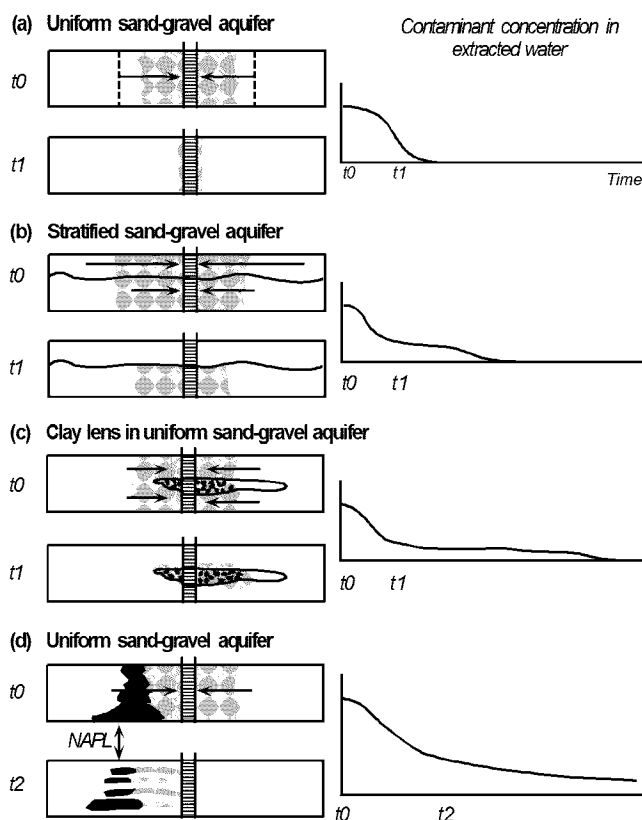 (a) Uniform sand-gravel aquifer
Contaminant concentration in
extracted water
t0
t1
t0
t1
Time
(b) Stratified sand-gravel aquifer
t0
t1
t0
t1
(c) Clay lens in uniform sand-gravel aquifer
t0
t1
t0
t1
(d) Uniform sand-gravel aquifer
t0
NAPL
t2
t0
t2